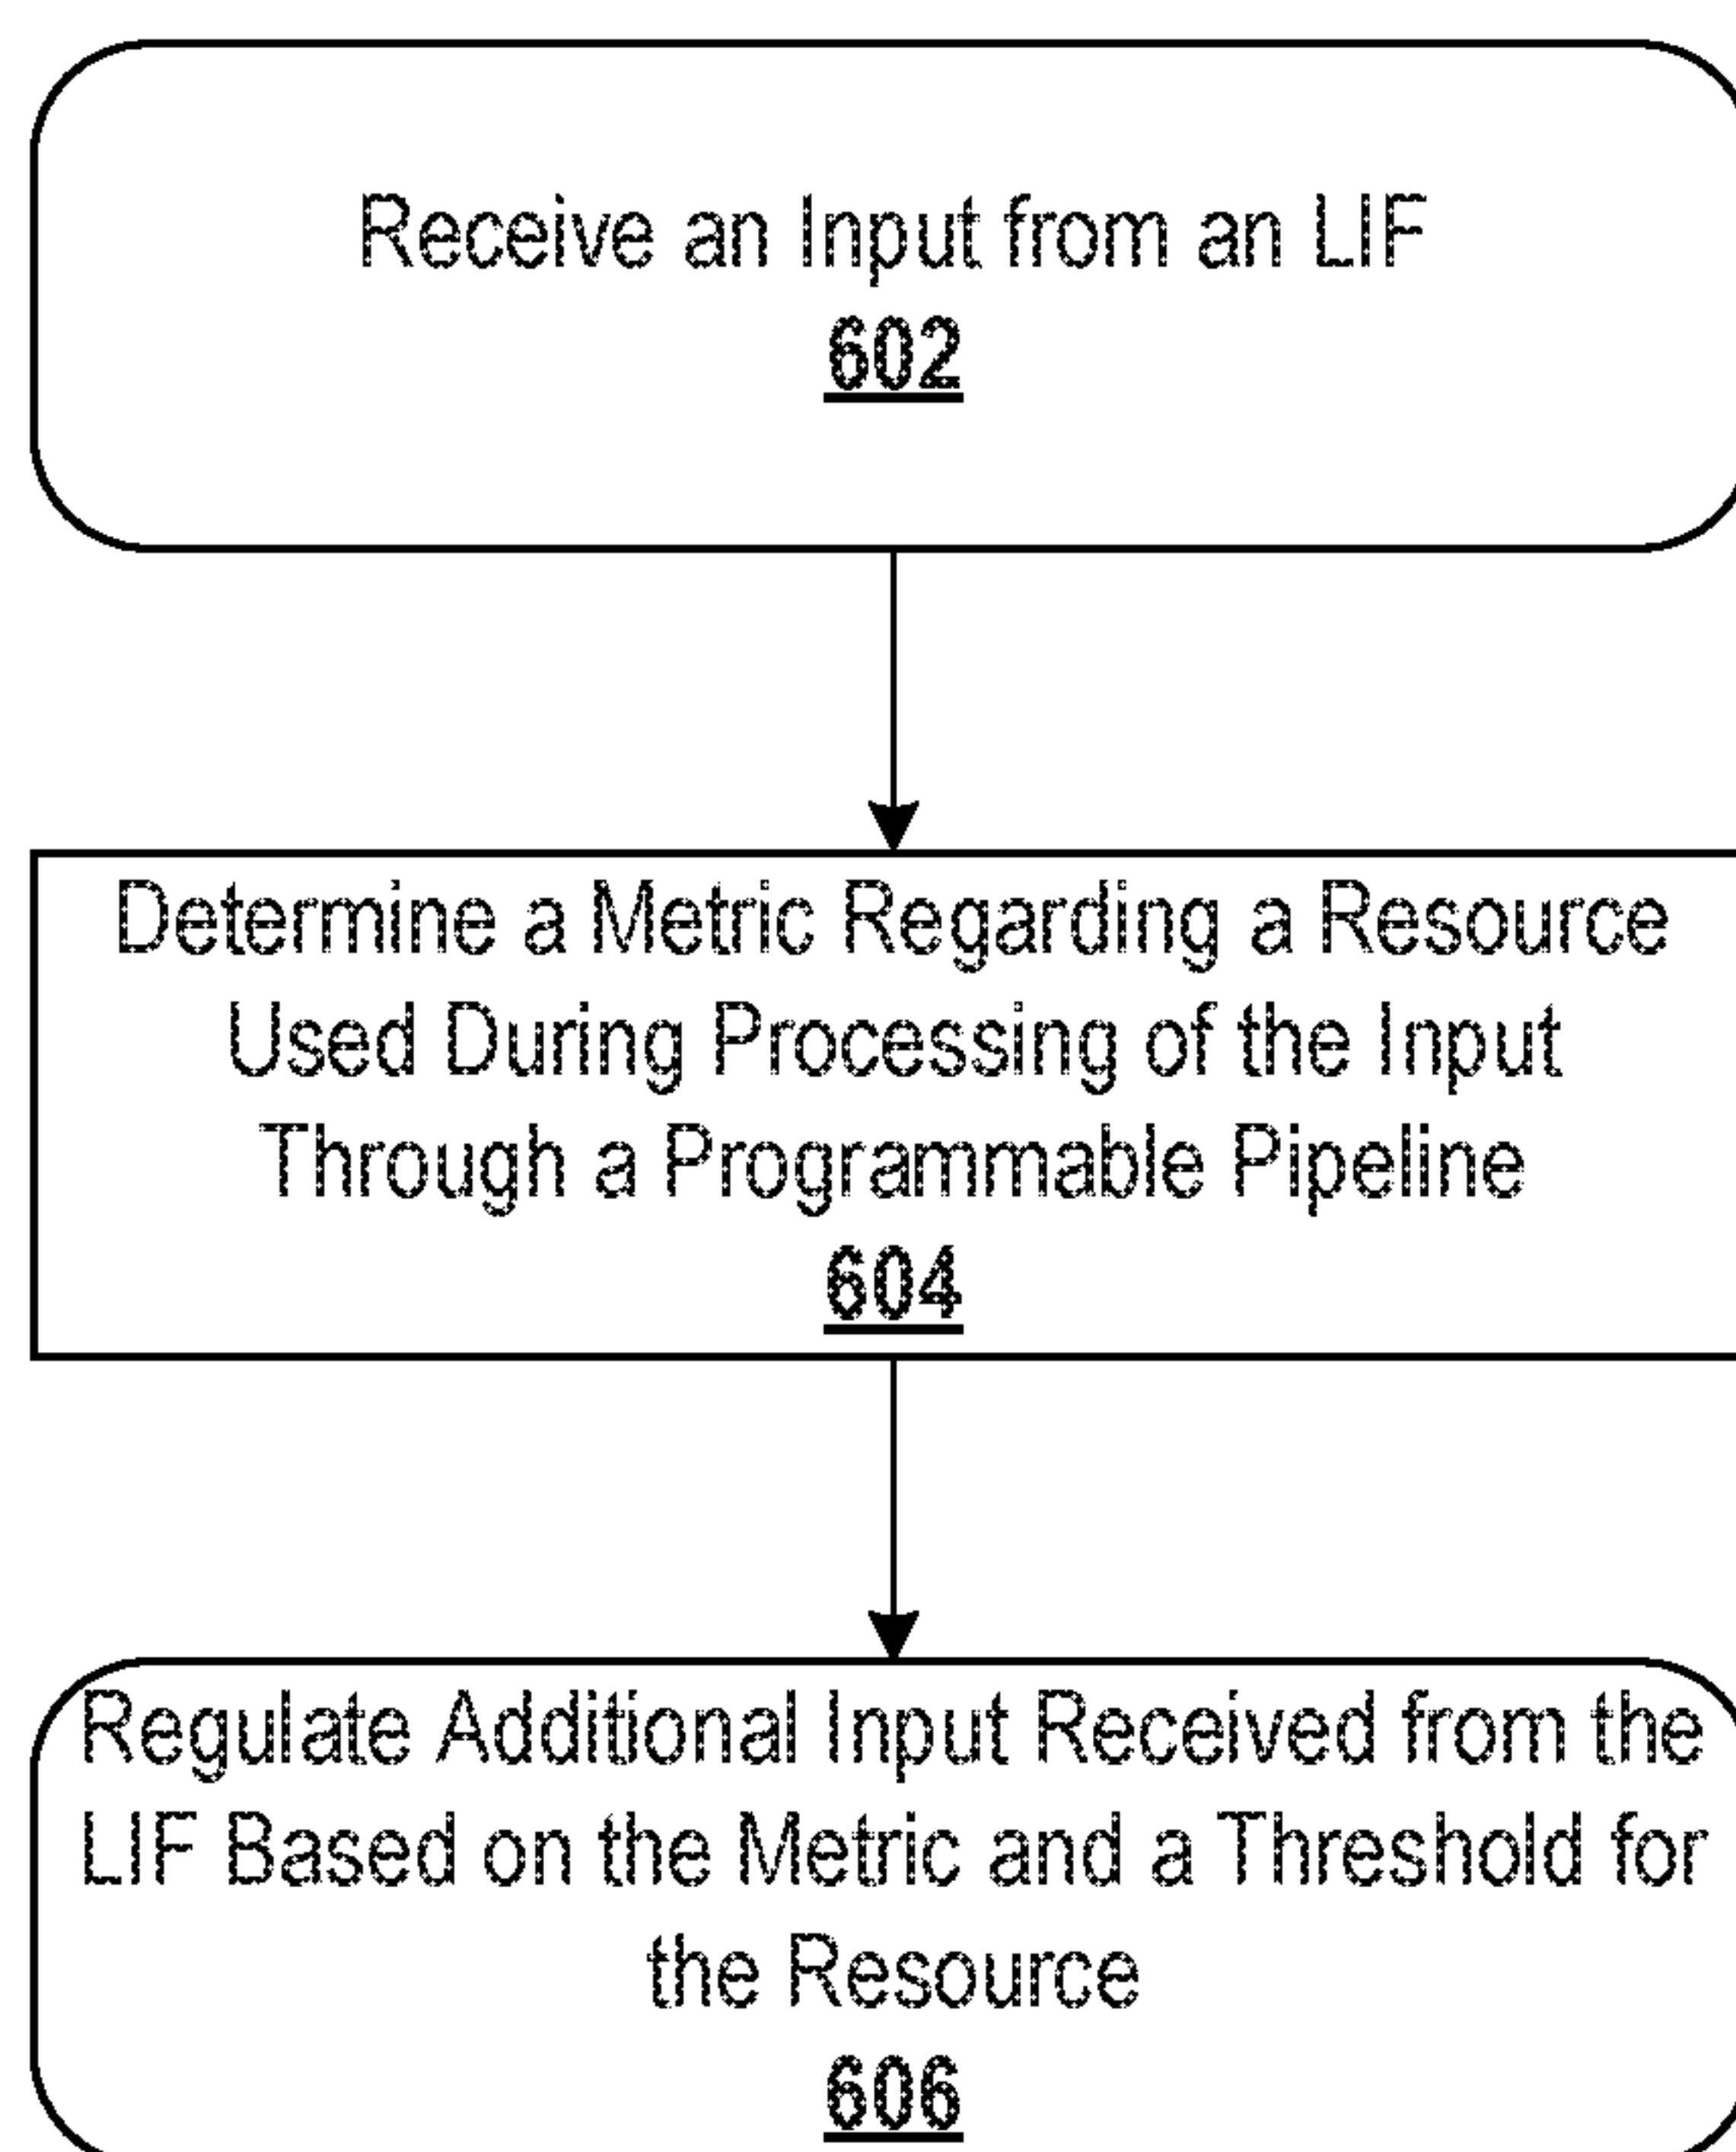 Receive an Input from an LIF
602
Determine a Metric Regarding a Resource
Used During Processing of the Input
Through a Programmable Pipeline
604
Regulate Additional Input Received from the
LIF Based on the Metric and a Threshold for
the Resource
606